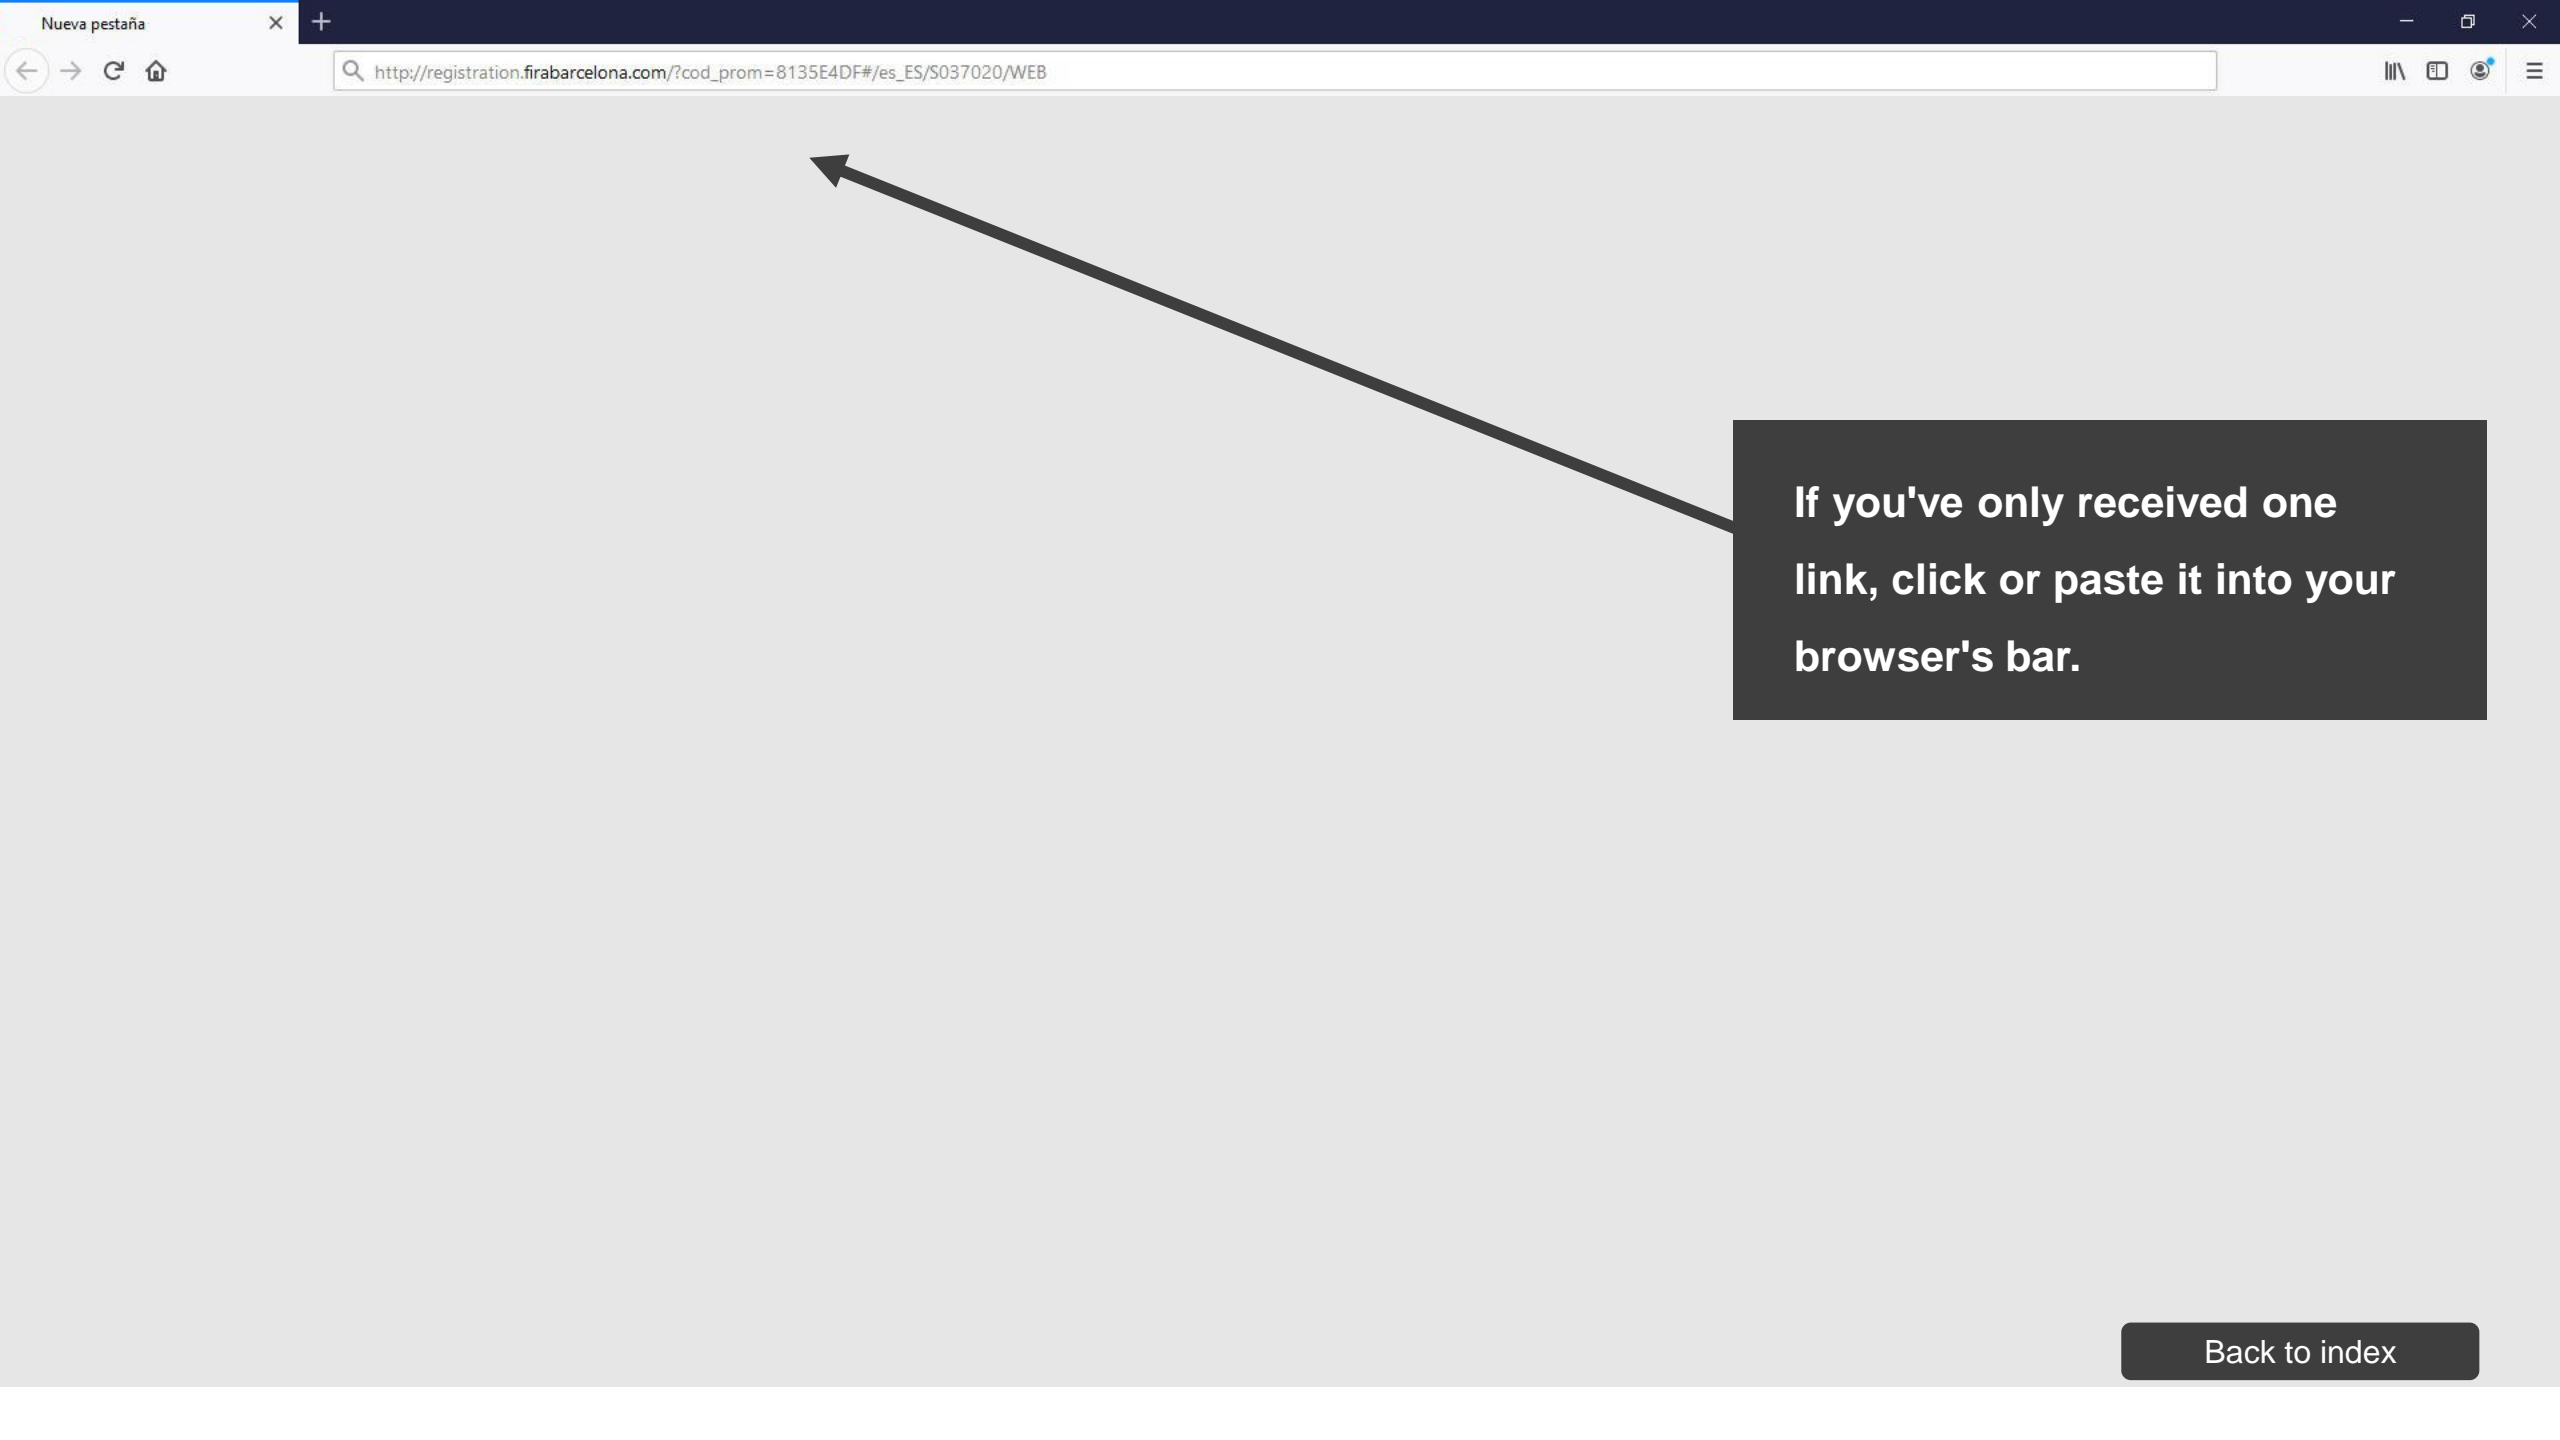 Nueva pestaña
http://registration.firabarcelona.com/?cod_prom=8135E4DF#/es_ES/S037020/WEB
If you've only received one
link, click or paste it into your
browser's bar.
Back to index